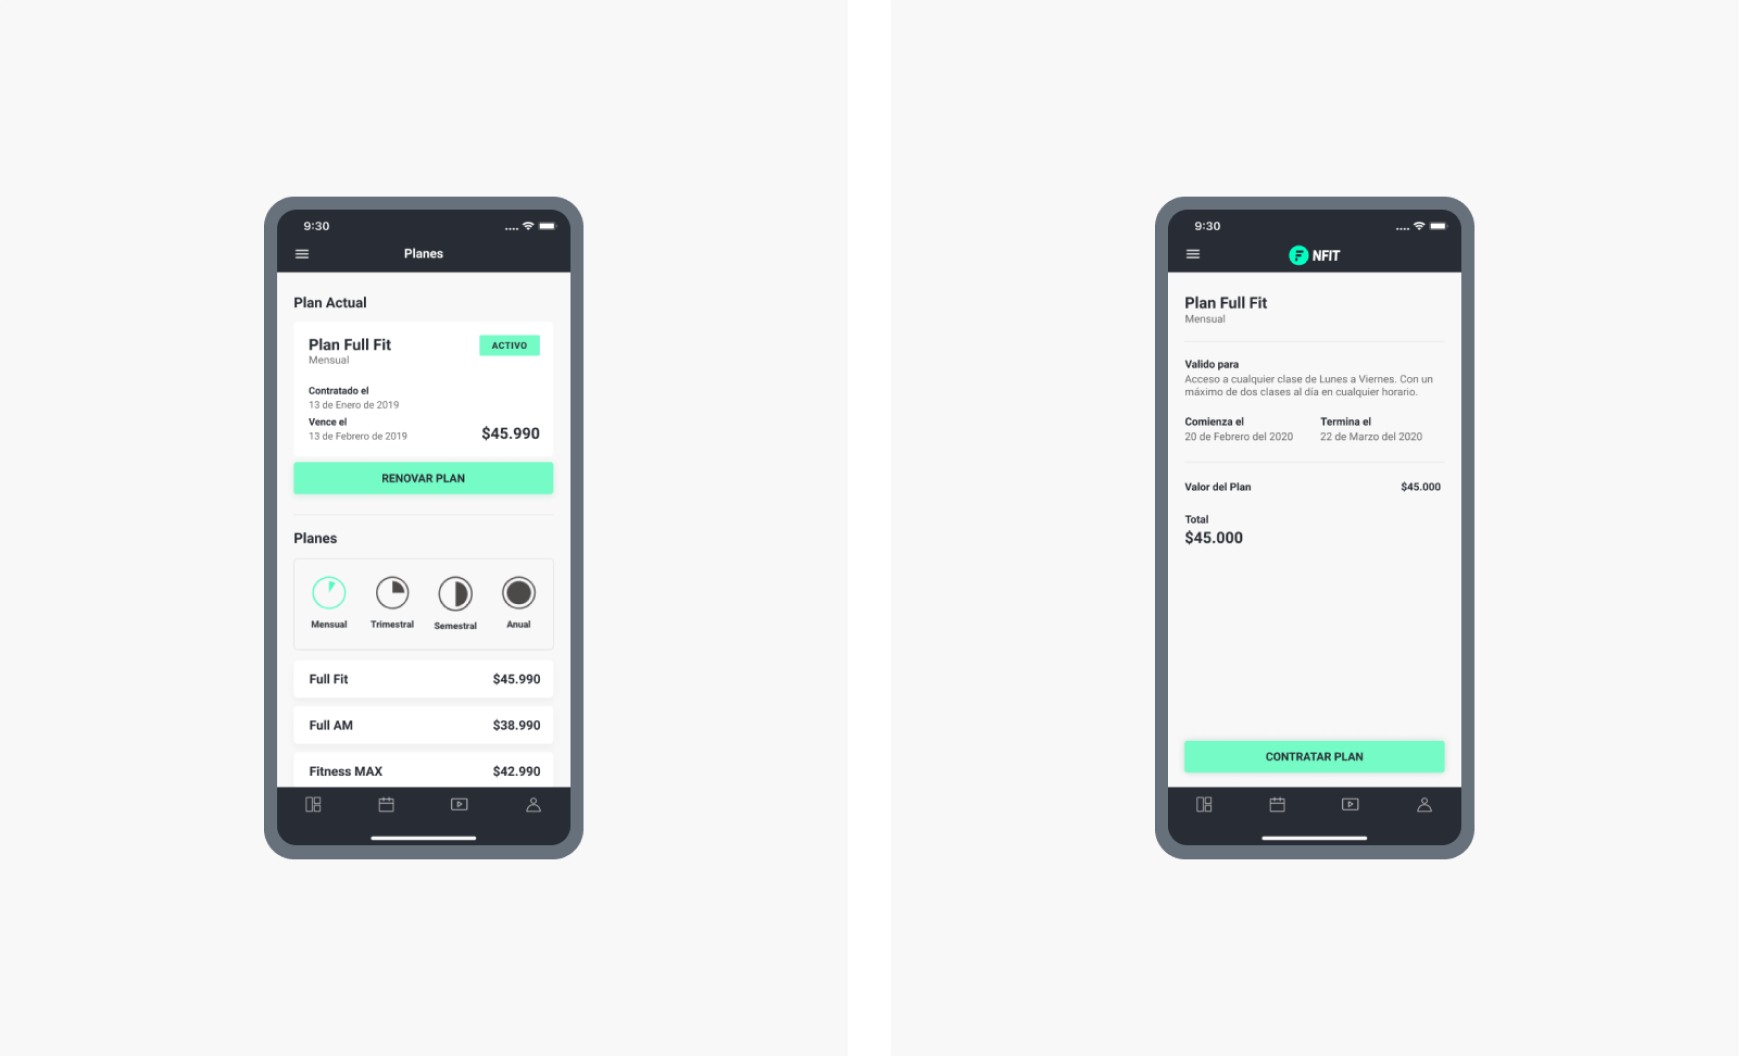 9:30
Planes
Plan Actual
Plan Full Fit
ACTIVO
Mensual
Contratado el
13 de Enero de 2019
Vence el
13 de Febrero de 2019
$45.990
RENOVAR PLAN
Planes
Mensual Trimestral Semestral Anual
Full Fit $45.990
Full AM $38.990
Fitness MAX $42.990
9:30
NFIT
Plan Full Fit
Mensual
Valido para
Acceso a cualquier clase de Lunes a Viernes. Con un
máximo de dos clases al día en cualquier horario.
Comienza el Termina el
20 de Febrero del 2020 22 de Marzo del 2020
Valor del Plan $45.000
Total
$45.000
CONTRATAR PLAN